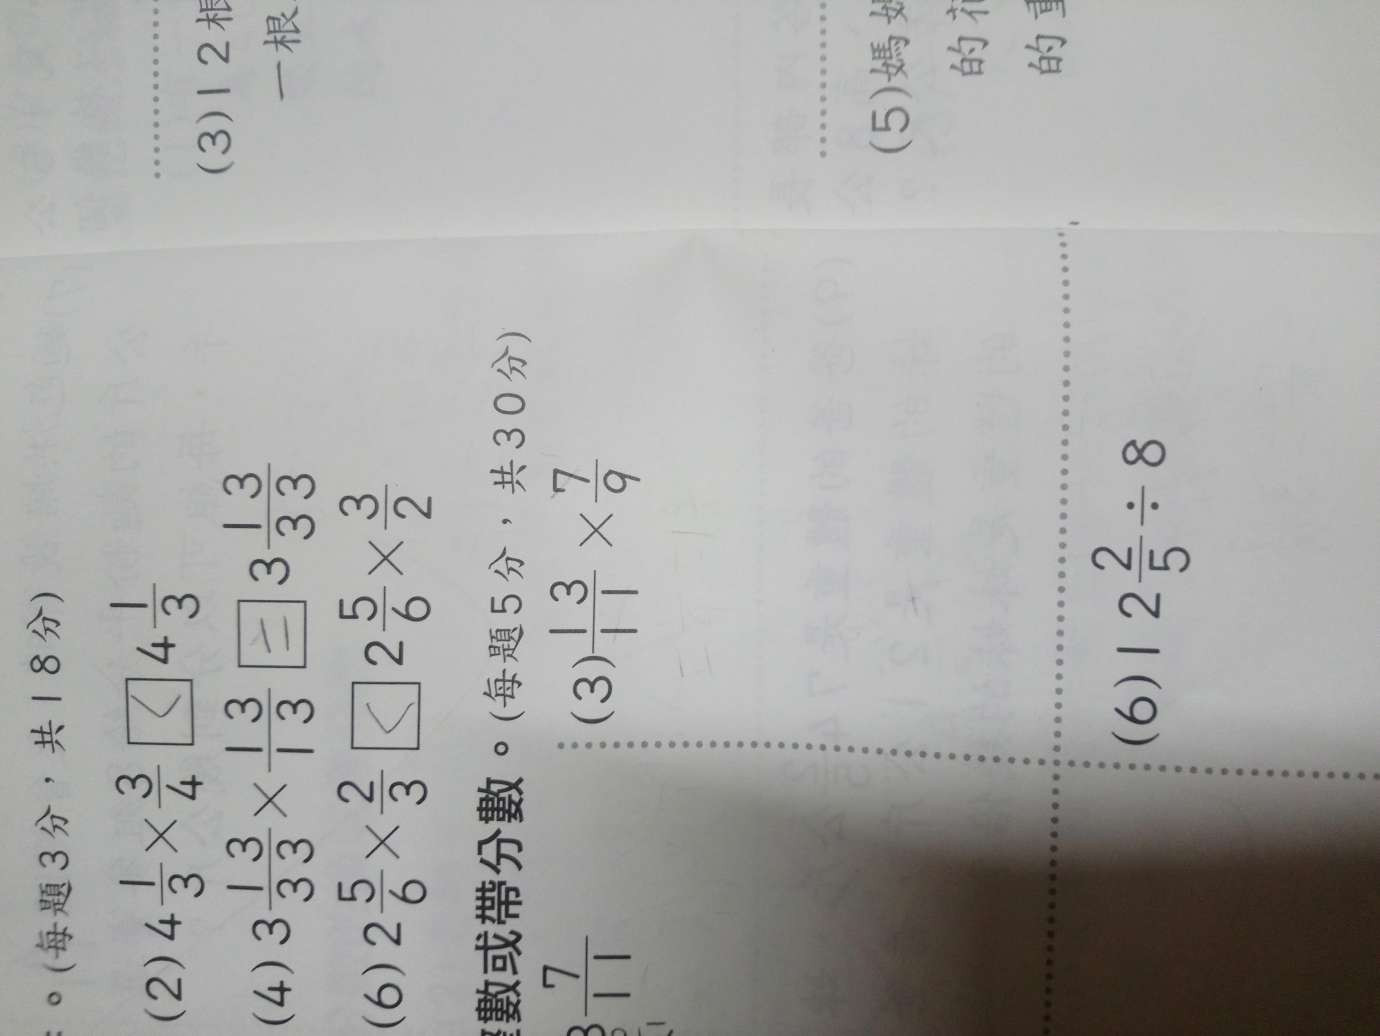 。(每題3分，共18分)
(2) 4 1/3 × 3/4 < 4 1/3
(4) 3 13/33 × 13/13 = 3 13/33
(6) 2 5/6 × 2/3 < 2 5/6 × 3/2
數或帶分數。(每題5分，共30分)
7/11
(3) 13/11 × 7/9
(6) 12 2/5 ÷ 8
(3) 12根
一根
(5) 媽媽
的花
的重